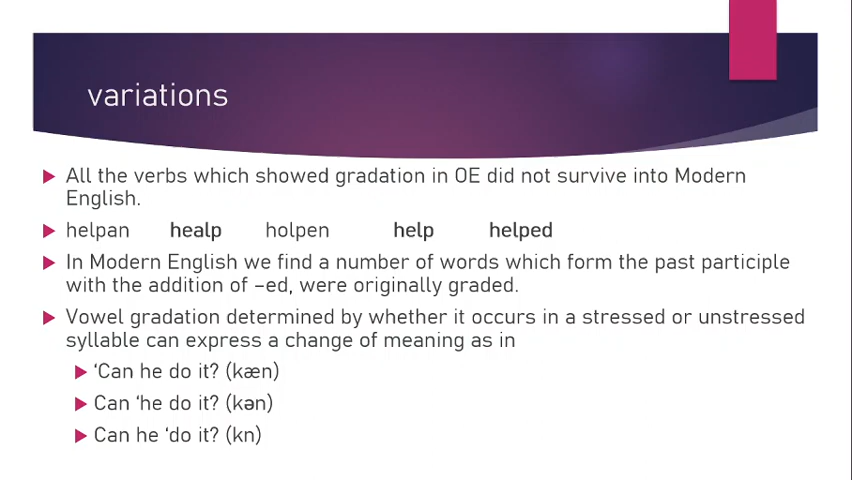 variations
All the verbs which showed gradation in OE did not survive into Modern
English.
helpan healp holpen help helped
In Modern English we find a number of words which form the past participle
with the addition of –ed, were originally graded.
Vowel gradation determined by whether it occurs in a stressed or unstressed
syllable can express a change of meaning as in
‘Can he do it? (kæn)
Can ‘he do it? (kən)
Can he ‘do it? (kn)